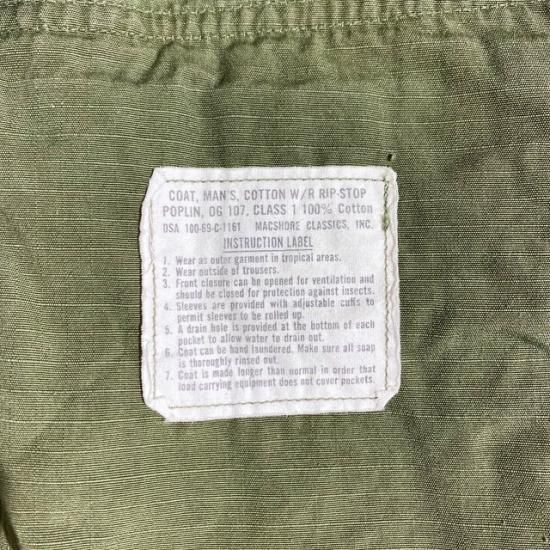 COAT, MAN'S, COTTON W/R RIP-STOP
POPLIN, OG 107, CLASS 1 100% Cotton
DSA 100-69-C-1161 MACSHORE CLASSICS, INC.
INSTRUCTION LABEL
1. Wear as outer garment in tropical areas.
2. Wear outside of trousers.
3. Front closure can be opened for ventilation and
should be closed for protection against insects.
4. Sleeves are provided with adjustable cuffs to
permit sleeves to be rolled up.
5. A drain hole is provided at the bottom of each
pocket to allow water to drain out.
6. Coat can be hand laundered. Make sure all soap
is thoroughly rinsed out.
7. Coat is made longer than normal in order that
load carrying equipment does not cover pockets.